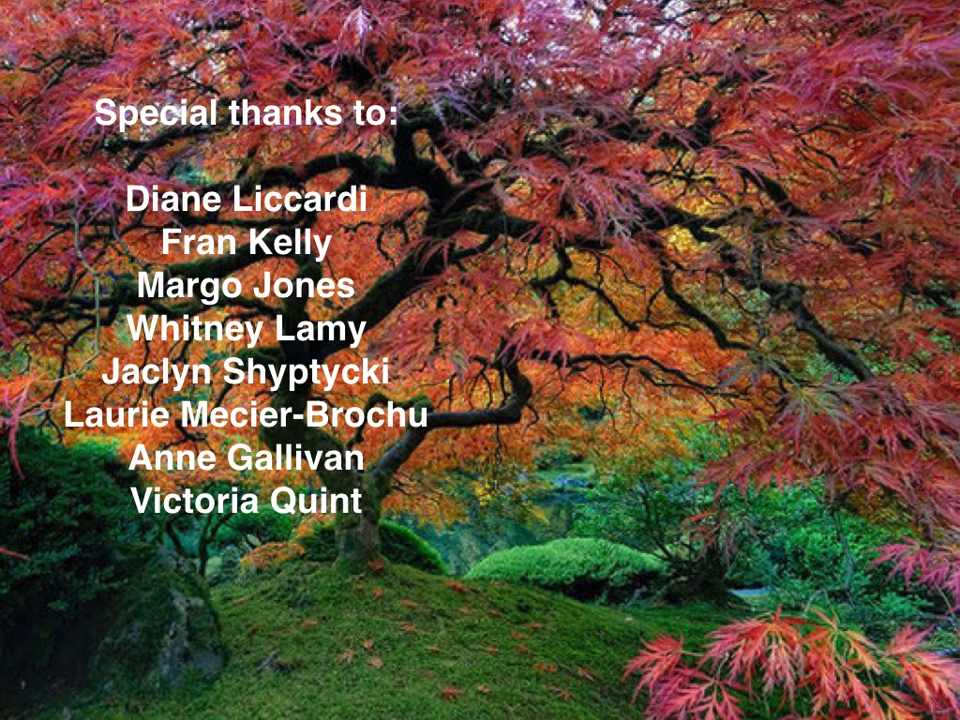 Special thanks to:
Diane Liccardi
Fran Kelly
Margo Jones
Whitney Lamy
Jaclyn Shyptycki
Laurie Mecier-Brochu
Anne Gallivan
Victoria Quint